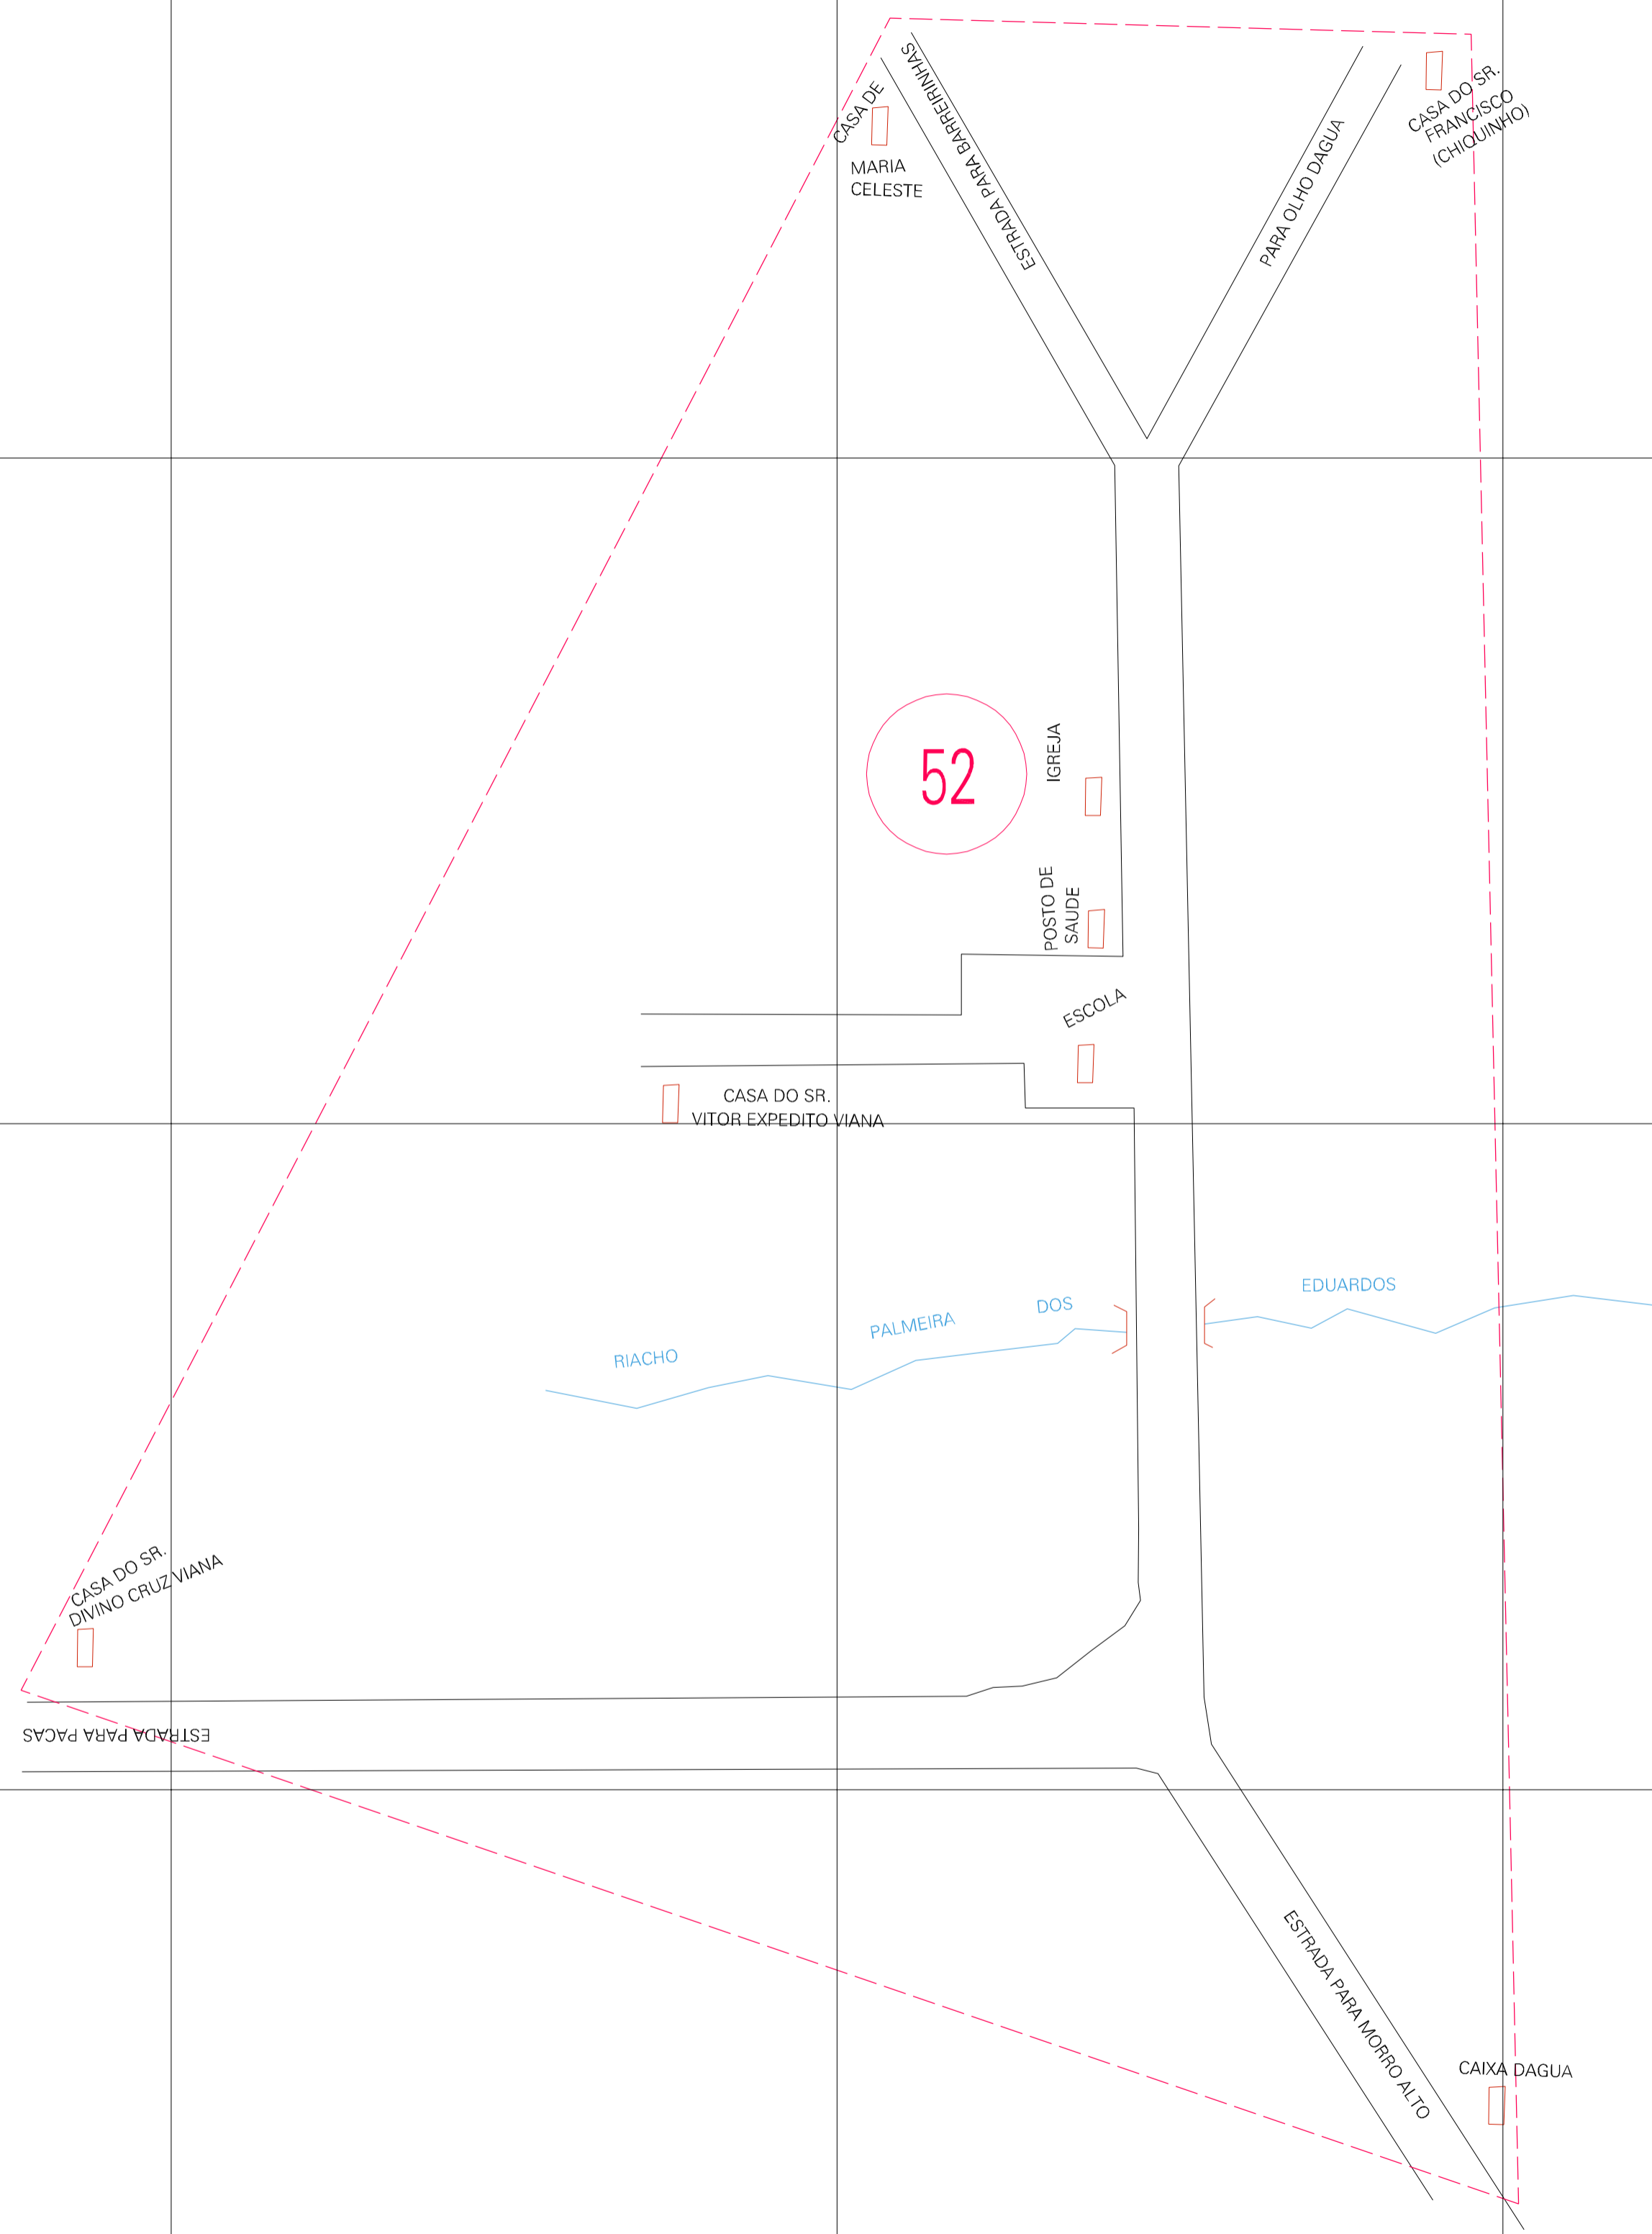 ESTRADA PARA BARREIRINHAS
CASA DE
MARIA
CELESTE
PARA OLHO DAGUA
CASA DO SR.
FRANCISCO
(CHIQUINHO)
52
IGREJA
POSTO DE
SAUDE
ESCOLA
CASA DO SR.
VITOR EXPEDITO VIANA
RIACHO PALMEIRA DOS EDUARDOS
CASA DO SR.
DIVINO CRUZ VIANA
ESTRADA PARA PACAS
ESTRADA PARA MORRO ALTO
CAIXA DAGUA